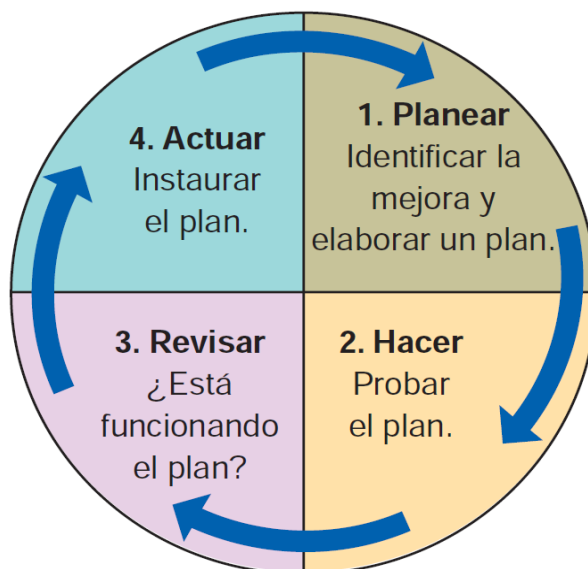 1. Planear
Identificar la
mejora y
elaborar un plan.
2. Hacer
Probar
el plan.
3. Revisar
¿Está
funcionando
el plan?
4. Actuar
Instaurar
el plan.